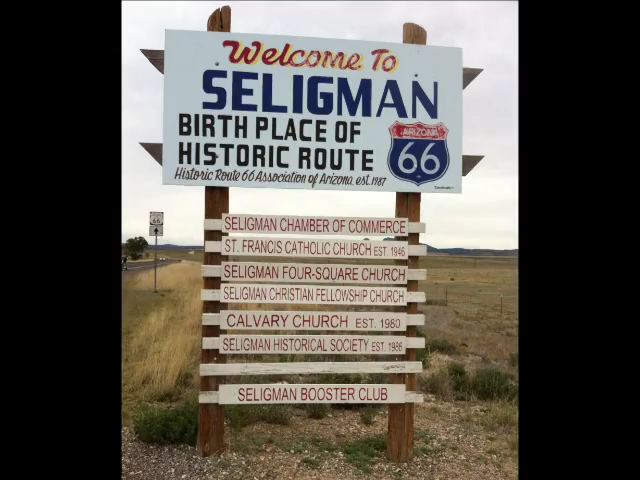 Welcome To
SELIGMAN
BIRTH PLACE OF
HISTORIC ROUTE
ARIZONA
66
Historic Route 66 Association of Arizona, est. 1987
SELIGMAN CHAMBER OF COMMERCE
ST. FRANCIS CATHOLIC CHURCH EST. 1946
SELIGMAN FOUR-SQUARE CHURCH
SELIGMAN CHRISTIAN FELLOWSHIP CHURCH
CALVARY CHURCH EST. 1980
SELIGMAN HISTORICAL SOCIETY EST. 1986
SELIGMAN BOOSTER CLUB
66